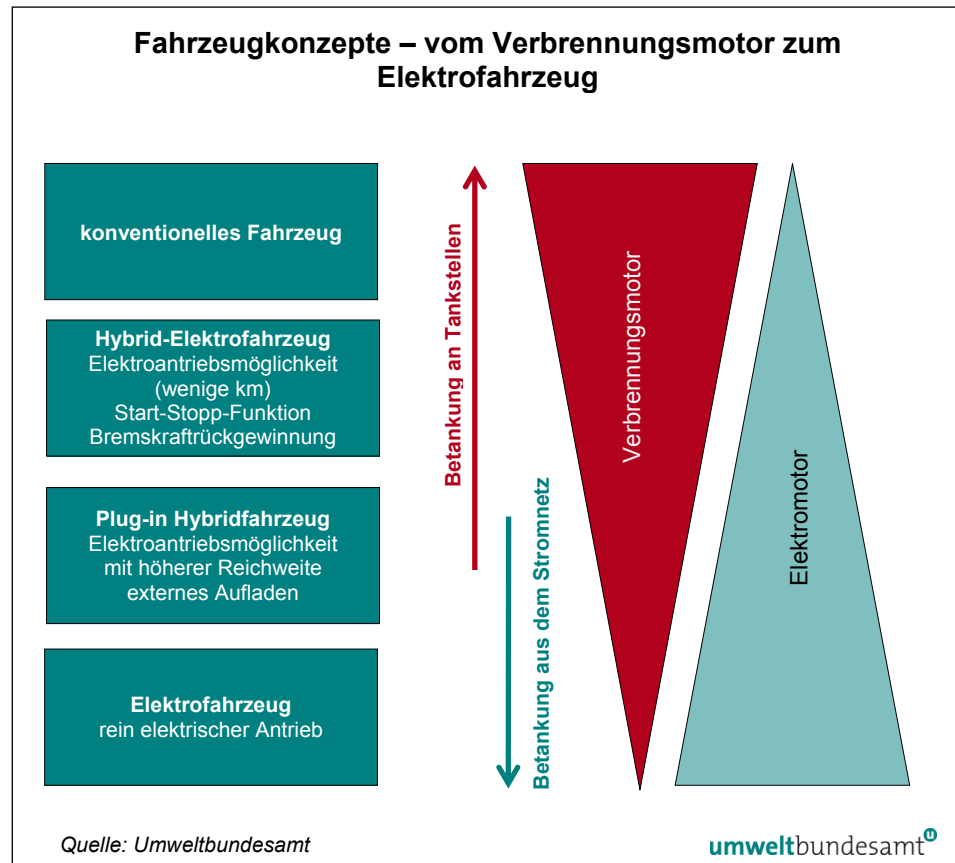 Fahrzeugkonzepte – vom Verbrennungsmotor zum
Elektrofahrzeug
konventionelles Fahrzeug
Hybrid-Elektrofahrzeug
Elektroantriebsmöglichkeit
(wenige km)
Start-Stopp-Funktion
Bremskraftrückgewinnung
Plug-in Hybridfahrzeug
Elektroantriebsmöglichkeit
mit höherer Reichweite
externes Aufladen
Elektrofahrzeug
rein elektrischer Antrieb
Betankung an Tankstellen
Betankung aus dem Stromnetz
Verbrennungsmotor
Elektromotor
Quelle: Umweltbundesamt
umweltbundesamt u